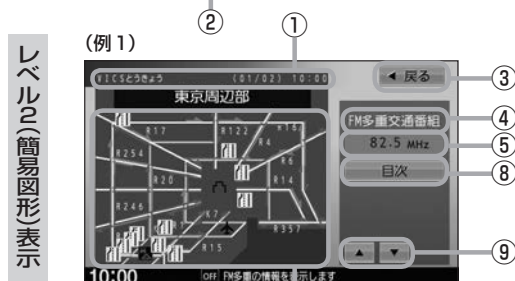 レベル2(簡易図形)表示
②
(例1)
①
VICSとうきょう (01/02) 10:00
東京周辺部
R17 R122 R16 R4
R254 R6
R20 R14
R246
K7 R357
R15
10:00 OFF FM多重の情報を表示します
◀ 戻る ③
FM多重交通番組 ④
82.5 MHz ⑤
目次 ⑧
▲ ▼ ⑨